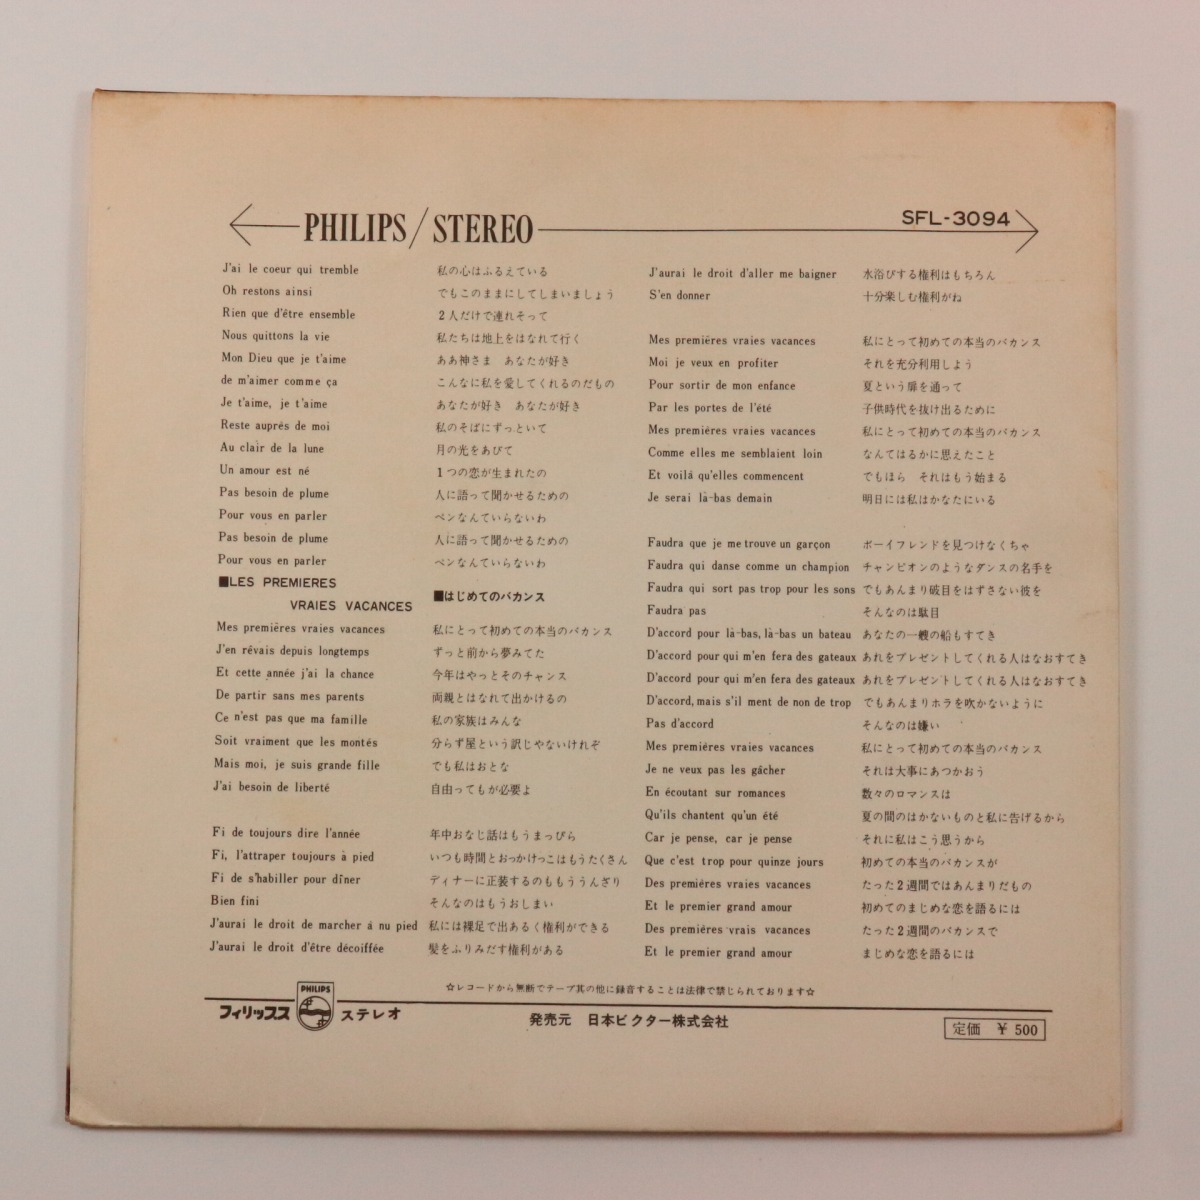 PHILIPS/STEREO SFL-3094
J'ai le coeur qui tremble 私の心はふるえている
Oh restons ainsi でもこのままにしてしまいましょう
Rien que d'être ensemble 2人だけで連れそって
Nous quittons la vie 私たちは地上をはなれて行く
Mon Dieu que je t'aime ああ神さま あなたが好き
de m'aimer comme ça こんなに私を愛してくれるのだもの
Je t'aime, je t'aime あなたが好き あなたが好き
Reste auprés de moi 私のそばにずっといて
Au clair de la lune 月の光をあびて
Un amour est né 1つの恋が生まれたの
Pas besoin de plume 人に語って聞かせるための
Pour vous en parler ペンなんていらないわ
Pas besoin de plume 人に語って聞かせるための
Pour vous en parler ペンなんていらないわ
■LES PREMIERES
VRAIES VACANCES ■はじめてのバカンス
Mes premières vraies vacances 私にとって初めての本当のバカンス
J'en rêvais depuis longtemps ずっと前から夢みてた
Et cette année j'ai la chance 今年はやっとそのチャンス
De partir sans mes parents 両親とはなれて出かけるの
Ce n'est pas que ma famille 私の家族はみんな
Soit vraiment que les montés 分らず屋という訳じゃないけれぞ
Mais moi, je suis grande fille でも私はおとな
J'ai besoin de liberté 自由ってもが必要よ
Fi de toujours dire l'année 年中おなじ話はもうまっぴら
Fi, l'attraper toujours à pied いつも時間とおっかけっこはもうたくさん
Fi de s'habiller pour dîner ディナーに正装するのももううんざり
Bien fini そんなのはもうおしまい
J'aurai le droit de marcher á nu pied 私には裸足で出あるく権利ができる
J'aurai le droit d'être décoiffée 髪をふりみだす権利がある
J'aurai le droit d'aller me baigner 水浴びする権利はもちろん
S'en donner 十分楽しむ権利がね
Mes premiéres vraies vacances 私にとって初めての本当のバカンス
Moi je veux en profiter それを充分利用しよう
Pour sortir de mon enfance 夏という扉を通って
Par les portes de l'été 子供時代を抜け出るために
Mes premiéres vraies vacances 私にとって初めての本当のバカンス
Comme elles me semblaient loin なんてはるかに思えたこと
Et voilá qu'elles commencent でもほら それはもう始まる
Je serai là-bas demain 明日には私はかなたにいる
Faudra que je me trouve un garçon ボーイフレンドを見つけなくちゃ
Faudra qui danse comme un champion チャンピオンのようなダンスの名手を
Faudra qui sort pas trop pour les sons でもあんまり破目をはずさない彼を
Faudra pas そんなのは駄目
D'accord pour là-bas, là-bas un bateau あなたの一艘の船もすてき
D'accord pour qui m'en fera des gateaux あれをプレゼントしてくれる人はなおすてき
D'accord pour qui m'en fera des gateaux あれをプレゼントしてくれる人はなおすてき
D'accord, mais s'il ment de non de trop でもあんまりホラを吹かないように
Pas d'accord そんなのは嫌い
Mes premiéres vraies vacances 私にとって初めての本当のバカンス
Je ne veux pas les gâcher それは大事にあつかおう
En écoutant sur romances 数々のロマンスは
Qu'ils chantent qu'un été 夏の間のはかないものと私に告げるから
Car je pense, car je pense それに私はこう思うから
Que c'est trop pour quinze jours 初めての本当のバカンスが
Des premiéres vraies vacances たった2週間ではあんまりだもの
Et le premier grand amour 初めてのまじめな恋を語るには
Des premiéres vrais vacances たった2週間のバカンスで
Et le premier grand amour まじめな恋を語るには
☆レコードから無断でテープ其の他に録音することは法律で禁じられております☆
フィリップス PHILIPS ステレオ
発売元 日本ビクター株式会社
定価 ¥ 500